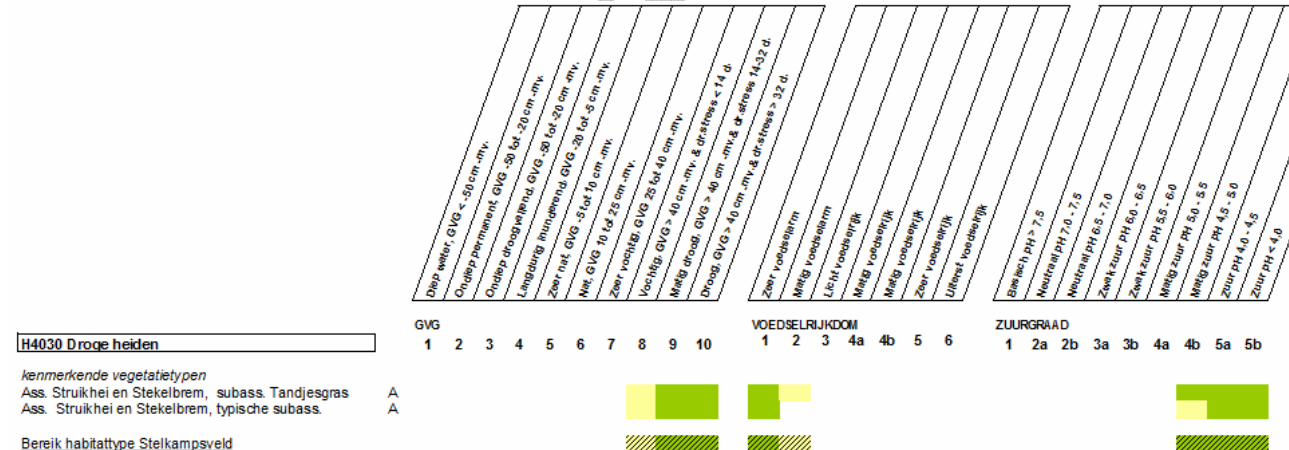 Diep water, GVG < -50 cm -mv.
Ondiep permanent, GVG -50 tot -20 cm -mv.
Ondiep droogvallend, GVG -50 tot -20 cm -mv.
Langdurig inunderend, GVG -20 tot -5 cm -mv.
Zeer nat, GVG -5 tot 10 cm -mv.
Nat, GVG 10 tot 25 cm -mv.
Zeer vochtig, GVG 25 tot 40 cm -mv.
Vochtig, GVG > 40 cm -mv. & dr.stress < 14 d.
Matig droog, GVG > 40 cm -mv.& dr.stress 14-32 d.
Droog, GVG > 40 cm -mv.& dr.stress > 32 d.
Zeer voedselarm
Matig voedselarm
Licht voedselrijk
Matig voedselrijk
Matig voedselrijk
Zeer voedselrijk
Uiterst voedselrijk
Basisch pH > 7,5
Neutraal pH 7,0 - 7,5
Neutraal pH 6,5 - 7,0
Zwak zuur pH 6,0 - 6,5
Zwak zuur pH 5,5 - 6,0
Matig zuur pH 5,0 - 5,5
Matig zuur pH 4,5 - 5,0
Zuur pH 4,0 - 4,5
Zuur pH < 4,0
GVG VOEDSELRIJKDOM ZUURGRAAD
H4030 Droge heiden 1 2 3 4 5 6 7 8 9 10 1 2 3 4a 4b 5 6 1 2a 2b 3a 3b 4a 4b 5a 5b
kenmerkende vegetatietypen
Ass. Struikhei en Stekelbrem, subass. Tandjesgras A
Ass. Struikhei en Stekelbrem, typische subass. A
Bereik habitattype Stelkampsveld